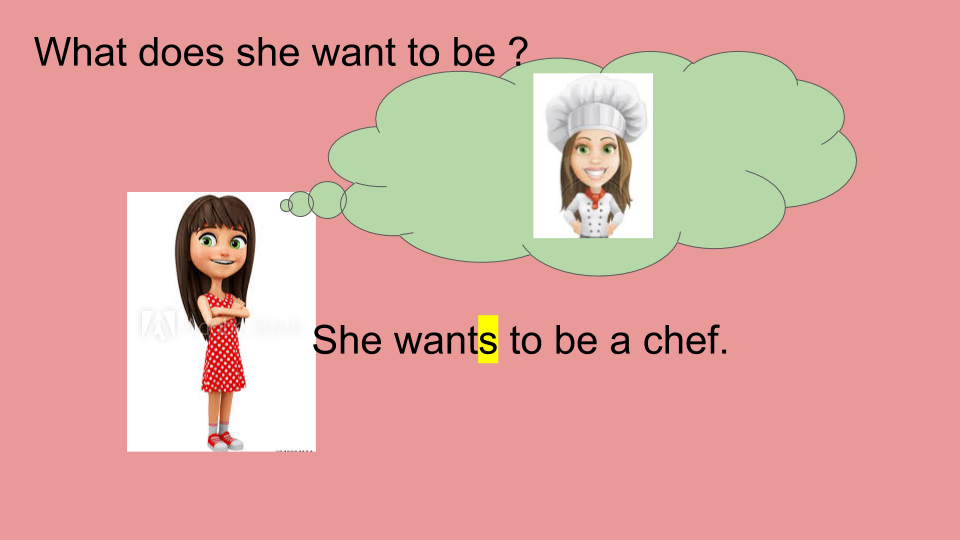 What does she want to be ?
She wants to be a chef.